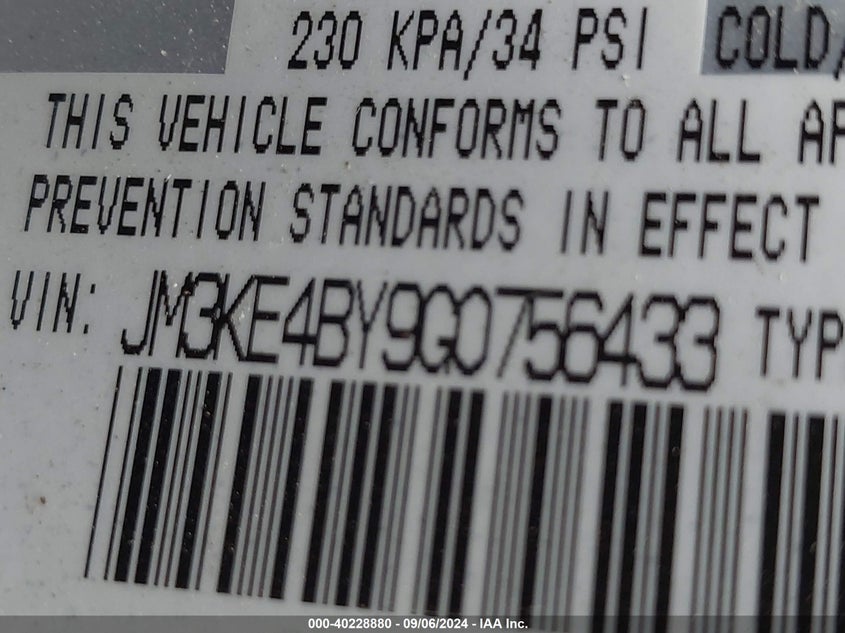 230 KPA/34 PSI COLD/
THIS VEHICLE CONFORMS TO ALL AP
PREVENTION STANDARDS IN EFFECT
VIN: JM3KE4BY9G0756433 TYP
000-40228880 - 09/06/2024 - IAA Inc.